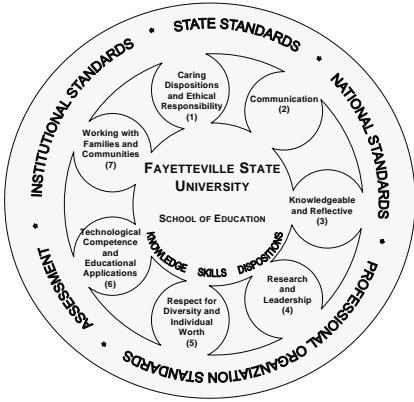 STATE STANDARDS
NATIONAL STANDARDS
PROFESSIONAL ORGANZIATION STANDARDS
ASSESSMENT
INSTITUTIONAL STANDARDS
Caring
Dispositions
and Ethical
Responsibility
(1)
Communication
(2)
Knowledgeable
and Reflective
(3)
Research
and
Leadership
(4)
Respect for
Diversity and
Individual
Worth
(5)
Technological
Competence
and
Educational
Applications
(6)
Working with
Families and
Communities
(7)
FAYETTEVILLE STATE
UNIVERSITY
SCHOOL OF EDUCATION
KNOWLEDGE SKILLS DISPOSITIONS